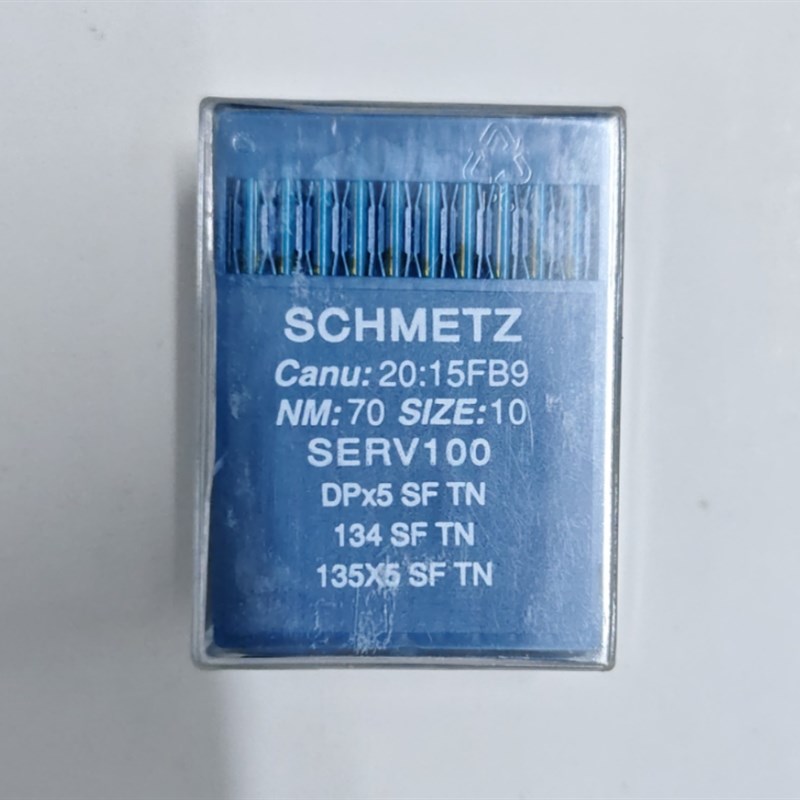 SCHMETZ
Canu: 20:15FB9
NM: 70 SIZE:10
SERV100
DPx5 SF TN
134 SF TN
135X5 SF TN